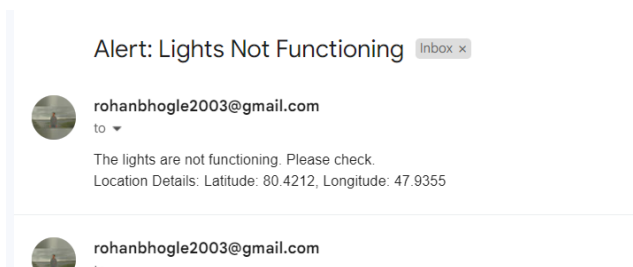 Alert: Lights Not Functioning Inbox ×
rohanbhogle2003@gmail.com
to
The lights are not functioning. Please check.
Location Details: Latitude: 80.4212, Longitude: 47.9355
rohanbhogle2003@gmail.com